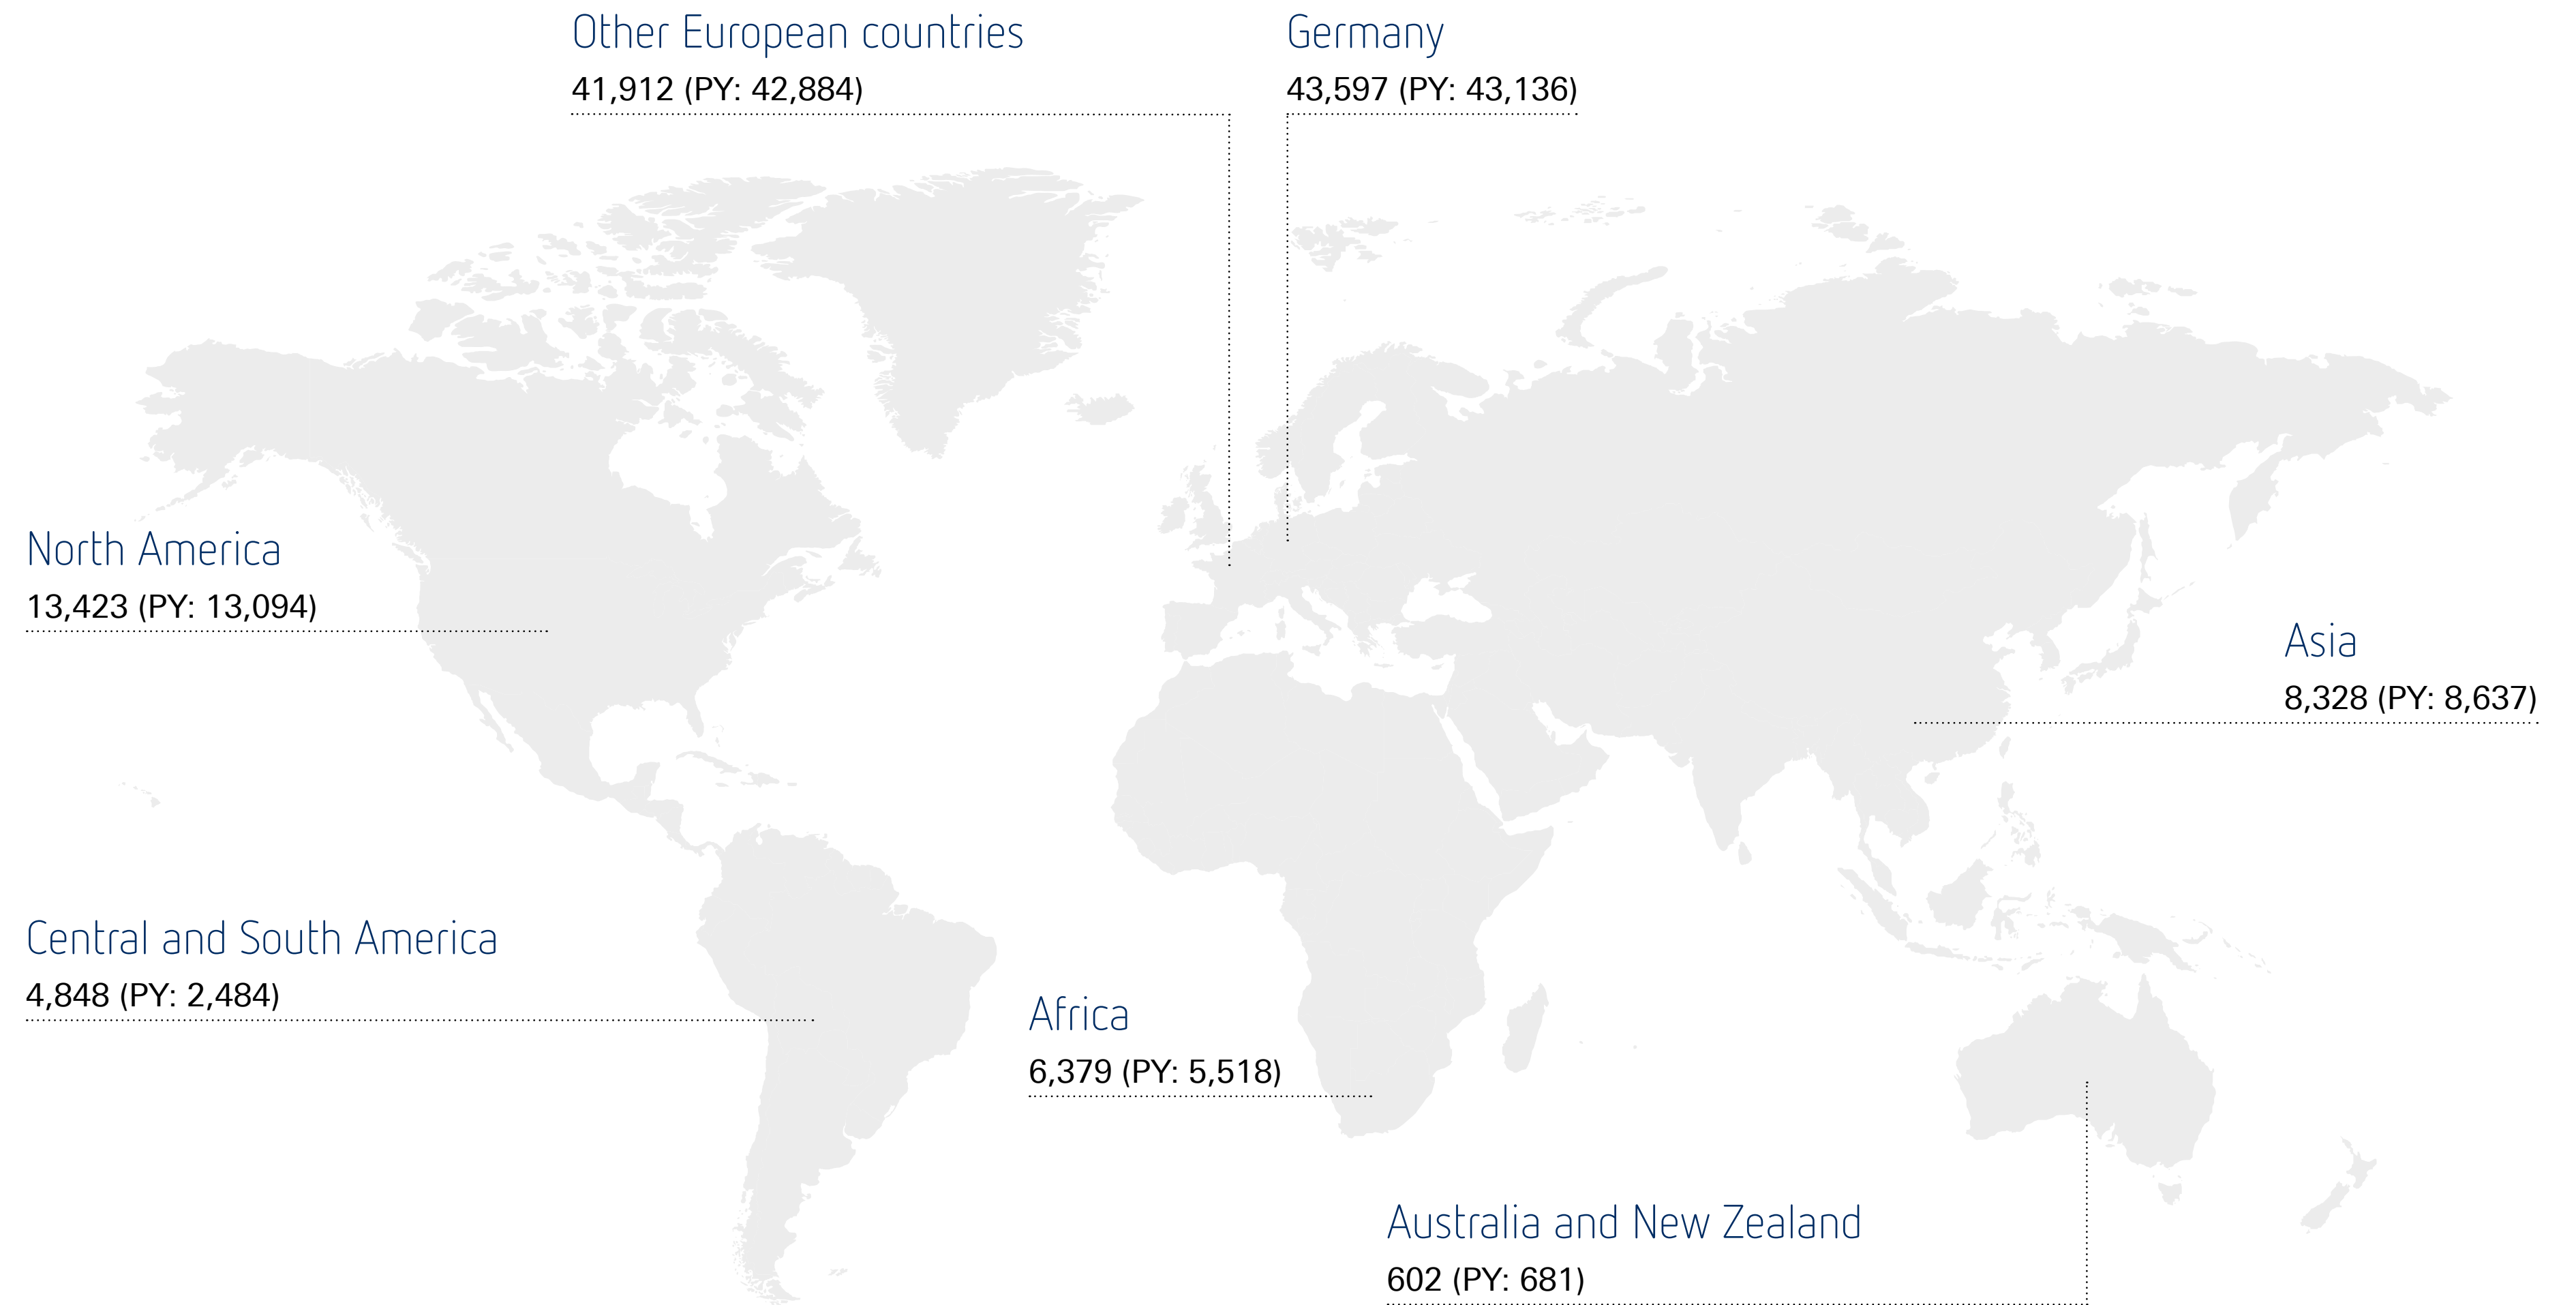 Other European countries
41,912 (PY: 42,884)
Germany
43,597 (PY: 43,136)
North America
13,423 (PY: 13,094)
Asia
8,328 (PY: 8,637)
Central and South America
4,848 (PY: 2,484)
Africa
6,379 (PY: 5,518)
Australia and New Zealand
602 (PY: 681)